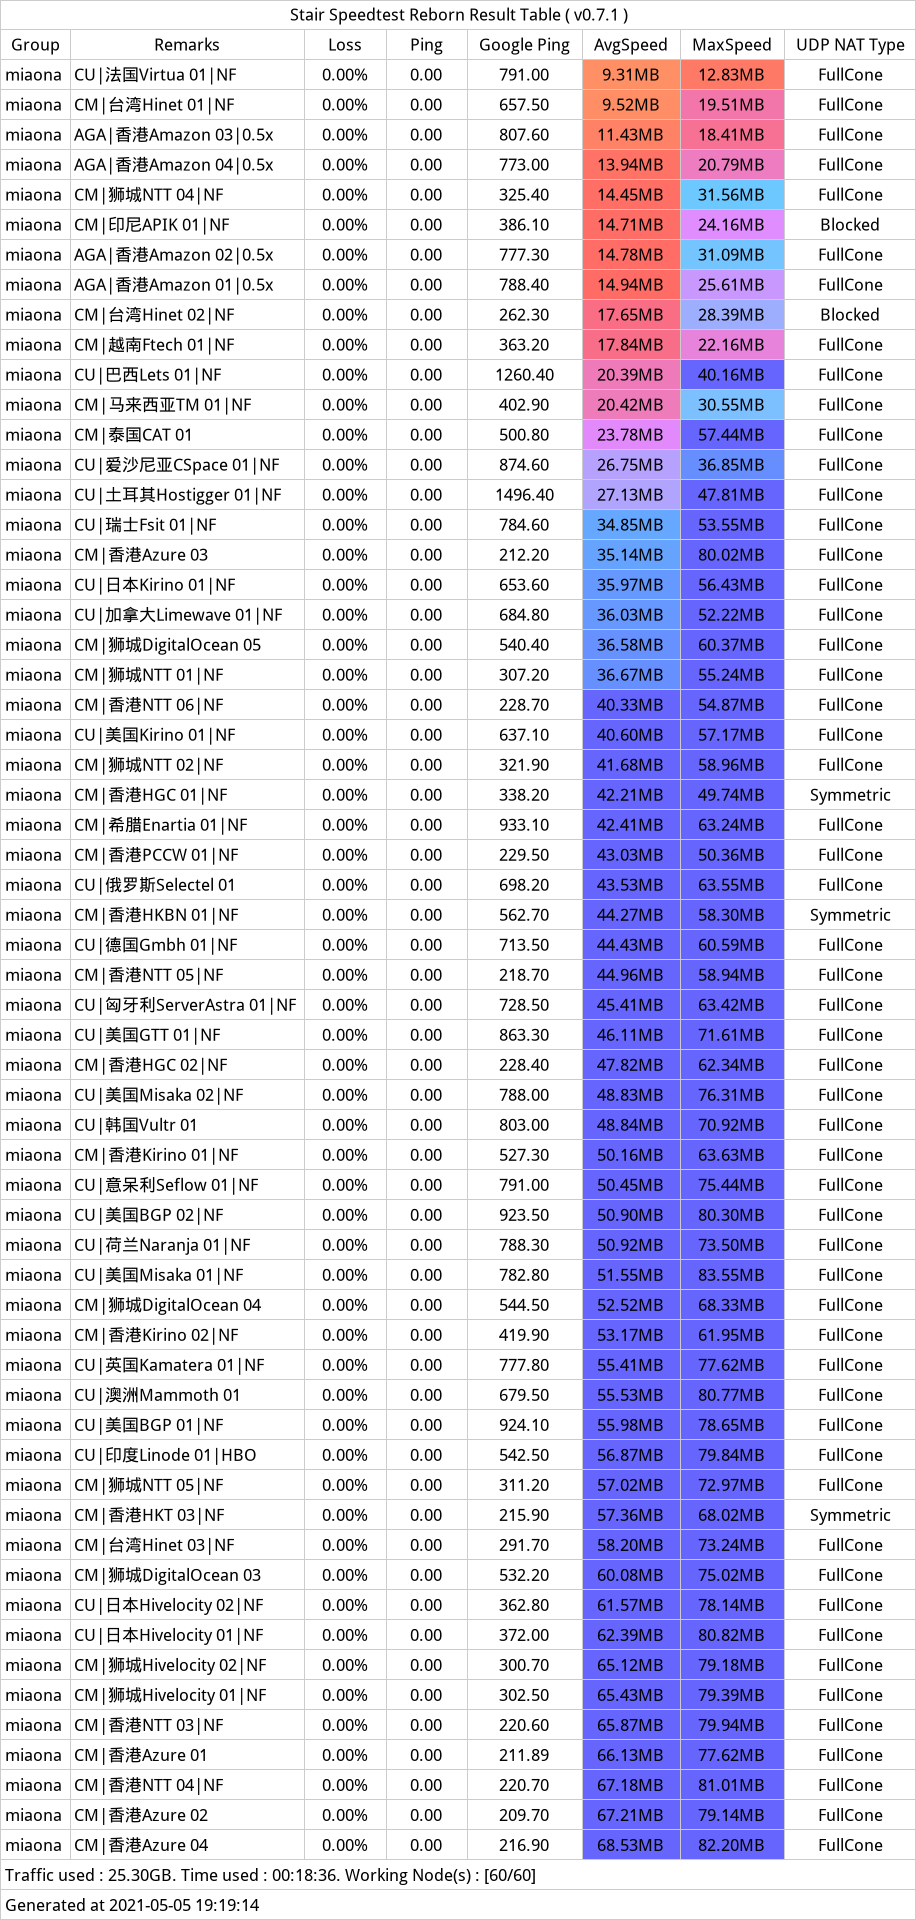 Stair Speedtest Reborn Result Table ( v0.7.1 )
Group Remarks Loss Ping Google Ping AvgSpeed MaxSpeed UDP NAT Type
miaona CU|法国Virtua 01|NF 0.00% 0.00 791.00 9.31MB 12.83MB FullCone
miaona CM|台湾Hinet 01|NF 0.00% 0.00 657.50 9.52MB 19.51MB FullCone
miaona AGA|香港Amazon 03|0.5x 0.00% 0.00 807.60 11.43MB 18.41MB FullCone
miaona AGA|香港Amazon 04|0.5x 0.00% 0.00 773.00 13.94MB 20.79MB FullCone
miaona CM|狮城NTT 04|NF 0.00% 0.00 325.40 14.45MB 31.56MB FullCone
miaona CM|印尼APIK 01|NF 0.00% 0.00 386.10 14.71MB 24.16MB Blocked
miaona AGA|香港Amazon 02|0.5x 0.00% 0.00 777.30 14.78MB 31.09MB FullCone
miaona AGA|香港Amazon 01|0.5x 0.00% 0.00 788.40 14.94MB 25.61MB FullCone
miaona CM|台湾Hinet 02|NF 0.00% 0.00 262.30 17.65MB 28.39MB Blocked
miaona CM|越南Ftech 01|NF 0.00% 0.00 363.20 17.84MB 22.16MB FullCone
miaona CU|巴西Lets 01|NF 0.00% 0.00 1260.40 20.39MB 40.16MB FullCone
miaona CM|马来西亚TM 01|NF 0.00% 0.00 402.90 20.42MB 30.55MB FullCone
miaona CM|泰国CAT 01 0.00% 0.00 500.80 23.78MB 57.44MB FullCone
miaona CU|爱沙尼亚CSpace 01|NF 0.00% 0.00 874.60 26.75MB 36.85MB FullCone
miaona CU|土耳其Hostigger 01|NF 0.00% 0.00 1496.40 27.13MB 47.81MB FullCone
miaona CU|瑞士Fsit 01|NF 0.00% 0.00 784.60 34.85MB 53.55MB FullCone
miaona CM|香港Azure 03 0.00% 0.00 212.20 35.14MB 80.02MB FullCone
miaona CU|日本Kirino 01|NF 0.00% 0.00 653.60 35.97MB 56.43MB FullCone
miaona CU|加拿大Limewave 01|NF 0.00% 0.00 684.80 36.03MB 52.22MB FullCone
miaona CM|狮城DigitalOcean 05 0.00% 0.00 540.40 36.58MB 60.37MB FullCone
miaona CM|狮城NTT 01|NF 0.00% 0.00 307.20 36.67MB 55.24MB FullCone
miaona CM|香港NTT 06|NF 0.00% 0.00 228.70 40.33MB 54.87MB FullCone
miaona CU|美国Kirino 01|NF 0.00% 0.00 637.10 40.60MB 57.17MB FullCone
miaona CM|狮城NTT 02|NF 0.00% 0.00 321.90 41.68MB 58.96MB FullCone
miaona CM|香港HGC 01|NF 0.00% 0.00 338.20 42.21MB 49.74MB Symmetric
miaona CM|希腊Enartia 01|NF 0.00% 0.00 933.10 42.41MB 63.24MB FullCone
miaona CM|香港PCCW 01|NF 0.00% 0.00 229.50 43.03MB 50.36MB FullCone
miaona CU|俄罗斯Selectel 01 0.00% 0.00 698.20 43.53MB 63.55MB FullCone
miaona CM|香港HKBN 01|NF 0.00% 0.00 562.70 44.27MB 58.30MB Symmetric
miaona CU|德国Gmbh 01|NF 0.00% 0.00 713.50 44.43MB 60.59MB FullCone
miaona CM|香港NTT 05|NF 0.00% 0.00 218.70 44.96MB 58.94MB FullCone
miaona CU|匈牙利ServerAstra 01|NF 0.00% 0.00 728.50 45.41MB 63.42MB FullCone
miaona CU|美国GTT 01|NF 0.00% 0.00 863.30 46.11MB 71.61MB FullCone
miaona CM|香港HGC 02|NF 0.00% 0.00 228.40 47.82MB 62.34MB FullCone
miaona CU|美国Misaka 02|NF 0.00% 0.00 788.00 48.83MB 76.31MB FullCone
miaona CU|韩国Vultr 01 0.00% 0.00 803.00 48.84MB 70.92MB FullCone
miaona CM|香港Kirino 01|NF 0.00% 0.00 527.30 50.16MB 63.63MB FullCone
miaona CU|意呆利Seflow 01|NF 0.00% 0.00 791.00 50.45MB 75.44MB FullCone
miaona CU|美国BGP 02|NF 0.00% 0.00 923.50 50.90MB 80.30MB FullCone
miaona CU|荷兰Naranja 01|NF 0.00% 0.00 788.30 50.92MB 73.50MB FullCone
miaona CU|美国Misaka 01|NF 0.00% 0.00 782.80 51.55MB 83.55MB FullCone
miaona CM|狮城DigitalOcean 04 0.00% 0.00 544.50 52.52MB 68.33MB FullCone
miaona CM|香港Kirino 02|NF 0.00% 0.00 419.90 53.17MB 61.95MB FullCone
miaona CU|英国Kamatera 01|NF 0.00% 0.00 777.80 55.41MB 77.62MB FullCone
miaona CU|澳洲Mammoth 01 0.00% 0.00 679.50 55.53MB 80.77MB FullCone
miaona CU|美国BGP 01|NF 0.00% 0.00 924.10 55.98MB 78.65MB FullCone
miaona CU|印度Linode 01|HBO 0.00% 0.00 542.50 56.87MB 79.84MB FullCone
miaona CM|狮城NTT 05|NF 0.00% 0.00 311.20 57.02MB 72.97MB FullCone
miaona CM|香港HKT 03|NF 0.00% 0.00 215.90 57.36MB 68.02MB Symmetric
miaona CM|台湾Hinet 03|NF 0.00% 0.00 291.70 58.20MB 73.24MB FullCone
miaona CM|狮城DigitalOcean 03 0.00% 0.00 532.20 60.08MB 75.02MB FullCone
miaona CU|日本Hivelocity 02|NF 0.00% 0.00 362.80 61.57MB 78.14MB FullCone
miaona CU|日本Hivelocity 01|NF 0.00% 0.00 372.00 62.39MB 80.82MB FullCone
miaona CM|狮城Hivelocity 02|NF 0.00% 0.00 300.70 65.12MB 79.18MB FullCone
miaona CM|狮城Hivelocity 01|NF 0.00% 0.00 302.50 65.43MB 79.39MB FullCone
miaona CM|香港NTT 03|NF 0.00% 0.00 220.60 65.87MB 79.94MB FullCone
miaona CM|香港Azure 01 0.00% 0.00 211.89 66.13MB 77.62MB FullCone
miaona CM|香港NTT 04|NF 0.00% 0.00 220.70 67.18MB 81.01MB FullCone
miaona CM|香港Azure 02 0.00% 0.00 209.70 67.21MB 79.14MB FullCone
miaona CM|香港Azure 04 0.00% 0.00 216.90 68.53MB 82.20MB FullCone
Traffic used : 25.30GB. Time used : 00:18:36. Working Node(s) : [60/60]
Generated at 2021-05-05 19:19:14